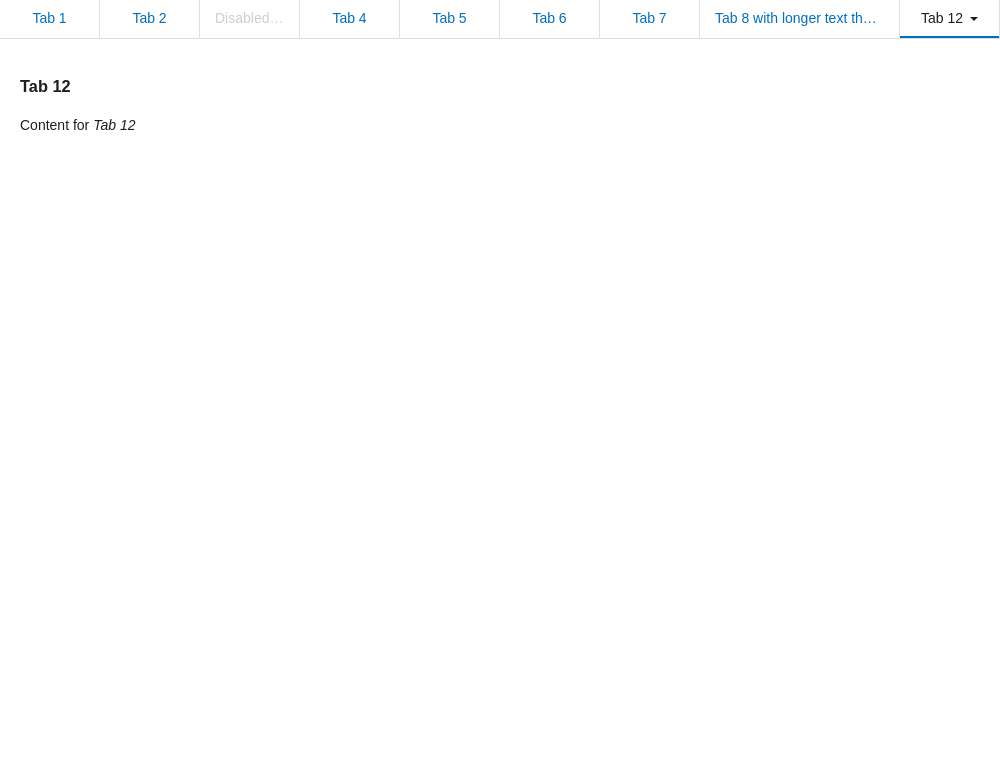 Tab 1 Tab 2 Disabled… Tab 4 Tab 5 Tab 6 Tab 7 Tab 8 with longer text th… Tab 12
Tab 12
Content for Tab 12